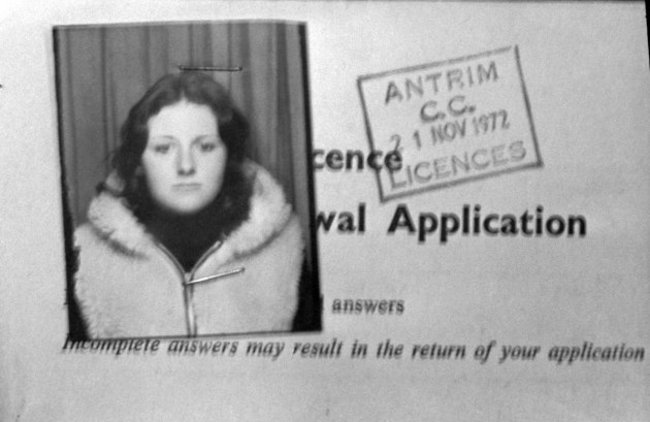 ANTRIM
C.C.
21 NOV 1972
LICENCES
cence
wal Application
answers
Incomplete answers may result in the return of your application